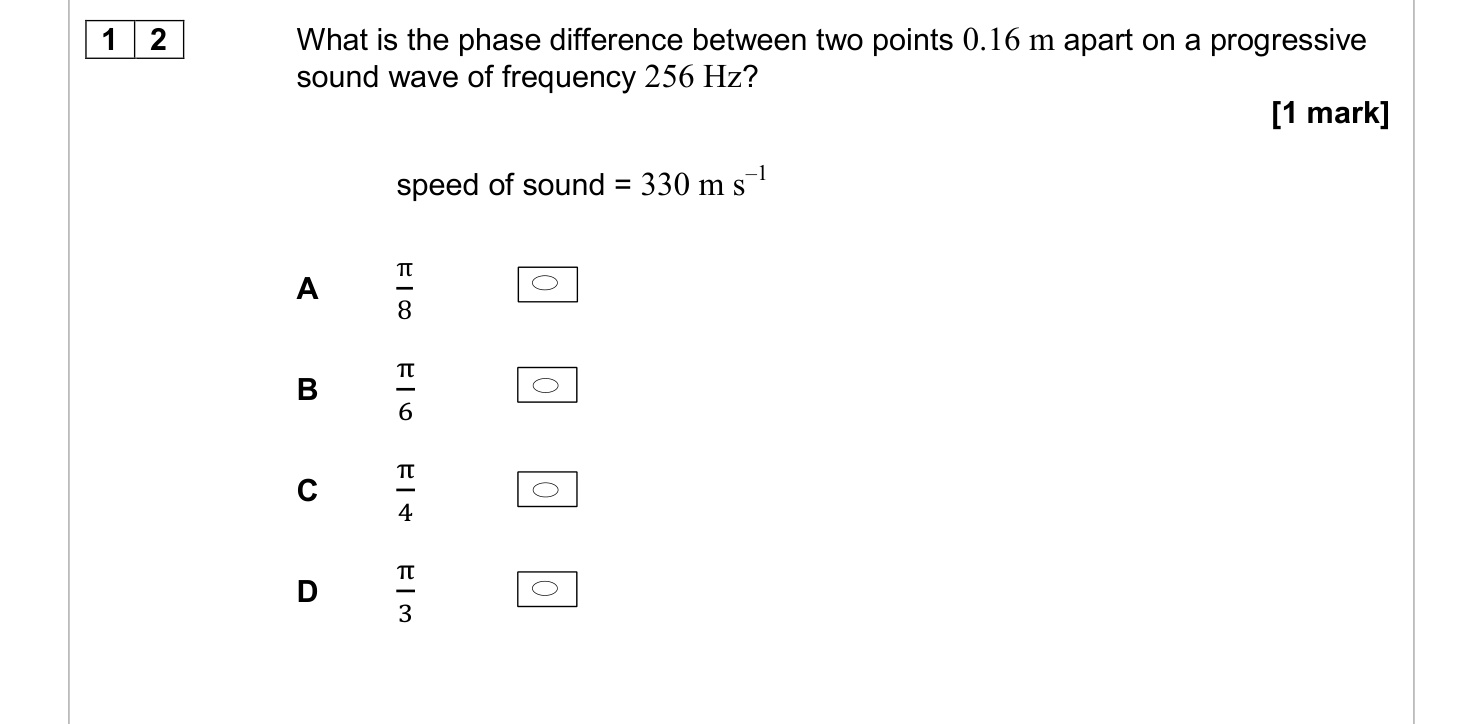 1 2 What is the phase difference between two points 0.16 m apart on a progressive
sound wave of frequency 256 Hz?
[1 mark]
speed of sound = 330 m s⁻¹
A π/8
B π/6
C π/4
D π/3